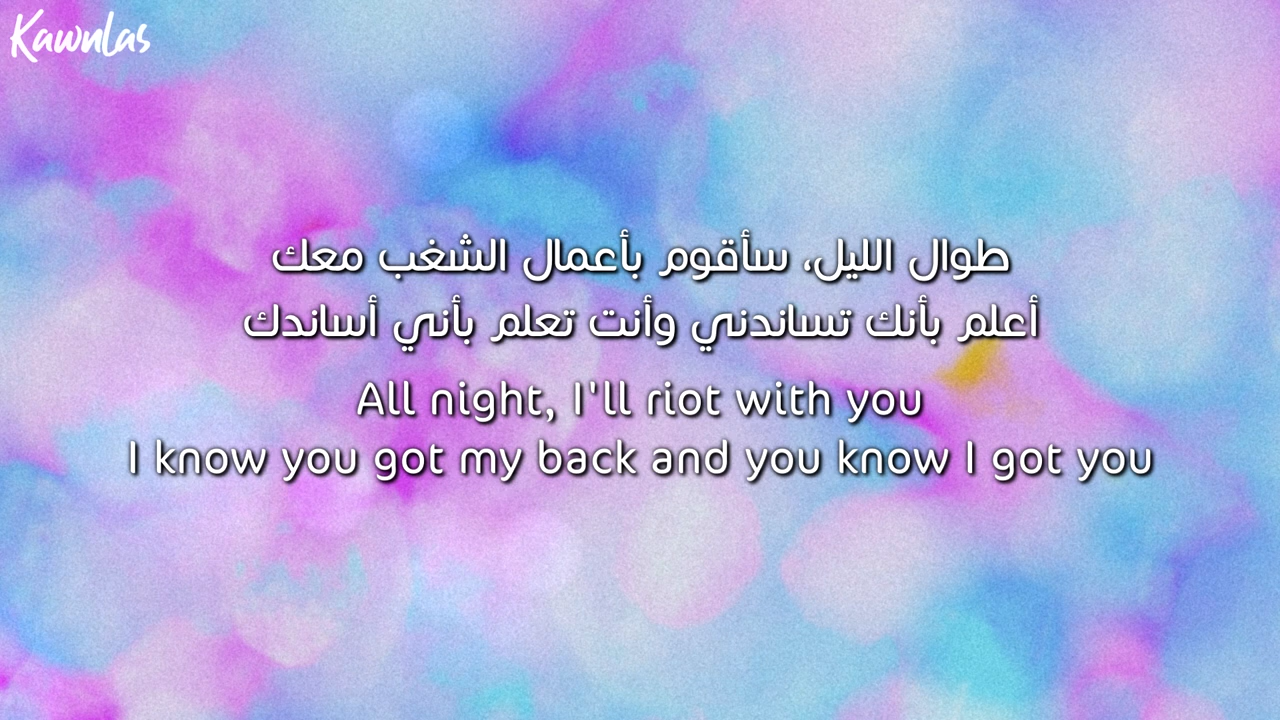 Kawnlas
طوال الليل، سأقوم بأعمال الشغب معك
أعلم بأنك تساندني وأنت تعلم بأني أساندك
All night, I'll riot with you
I know you got my back and you know I got you